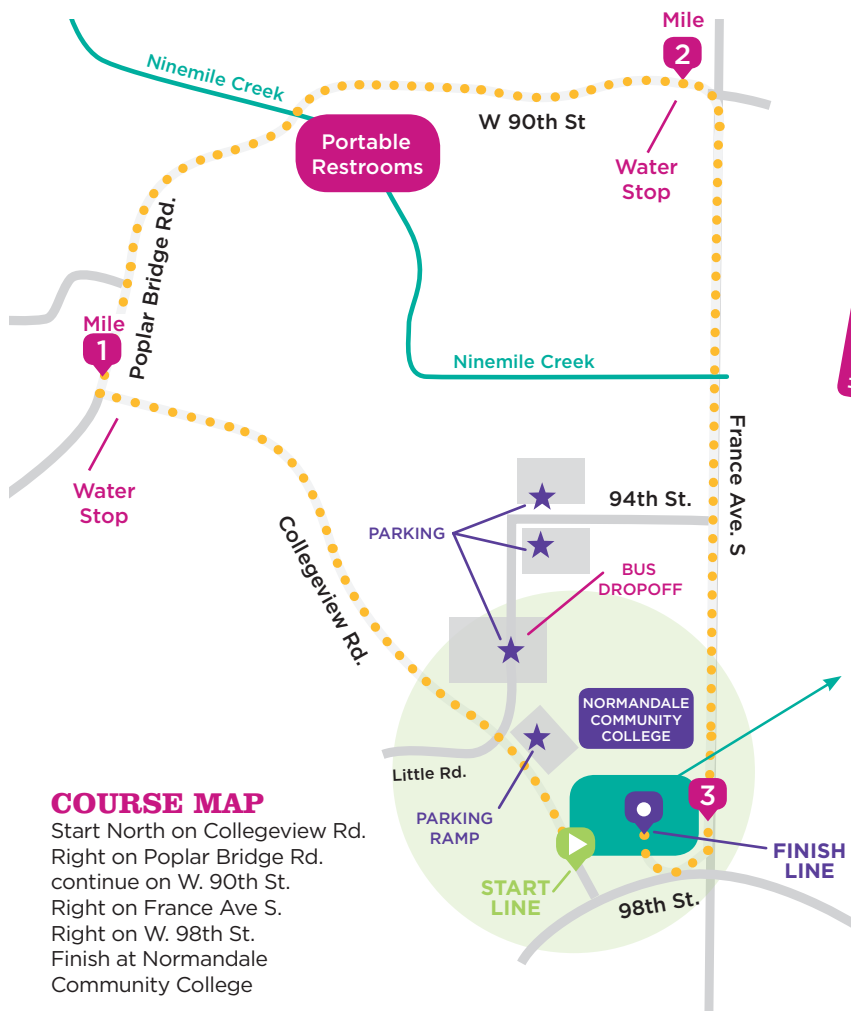 Mile
2
Ninemile Creek
W 90th St
Portable
Restrooms
Water
Stop
Poplar Bridge Rd.
Mile
1
Ninemile Creek
France Ave. S
Water
Stop
94th St.
PARKING
Collegeview Rd.
BUS
DROPOFF
NORMANDALE
COMMUNITY
COLLEGE
Little Rd.
PARKING
RAMP
3
START
LINE
FINISH
LINE
98th St.
COURSE MAP
Start North on Collegeview Rd.
Right on Poplar Bridge Rd.
continue on W. 90th St.
Right on France Ave S.
Right on W. 98th St.
Finish at Normandale
Community College